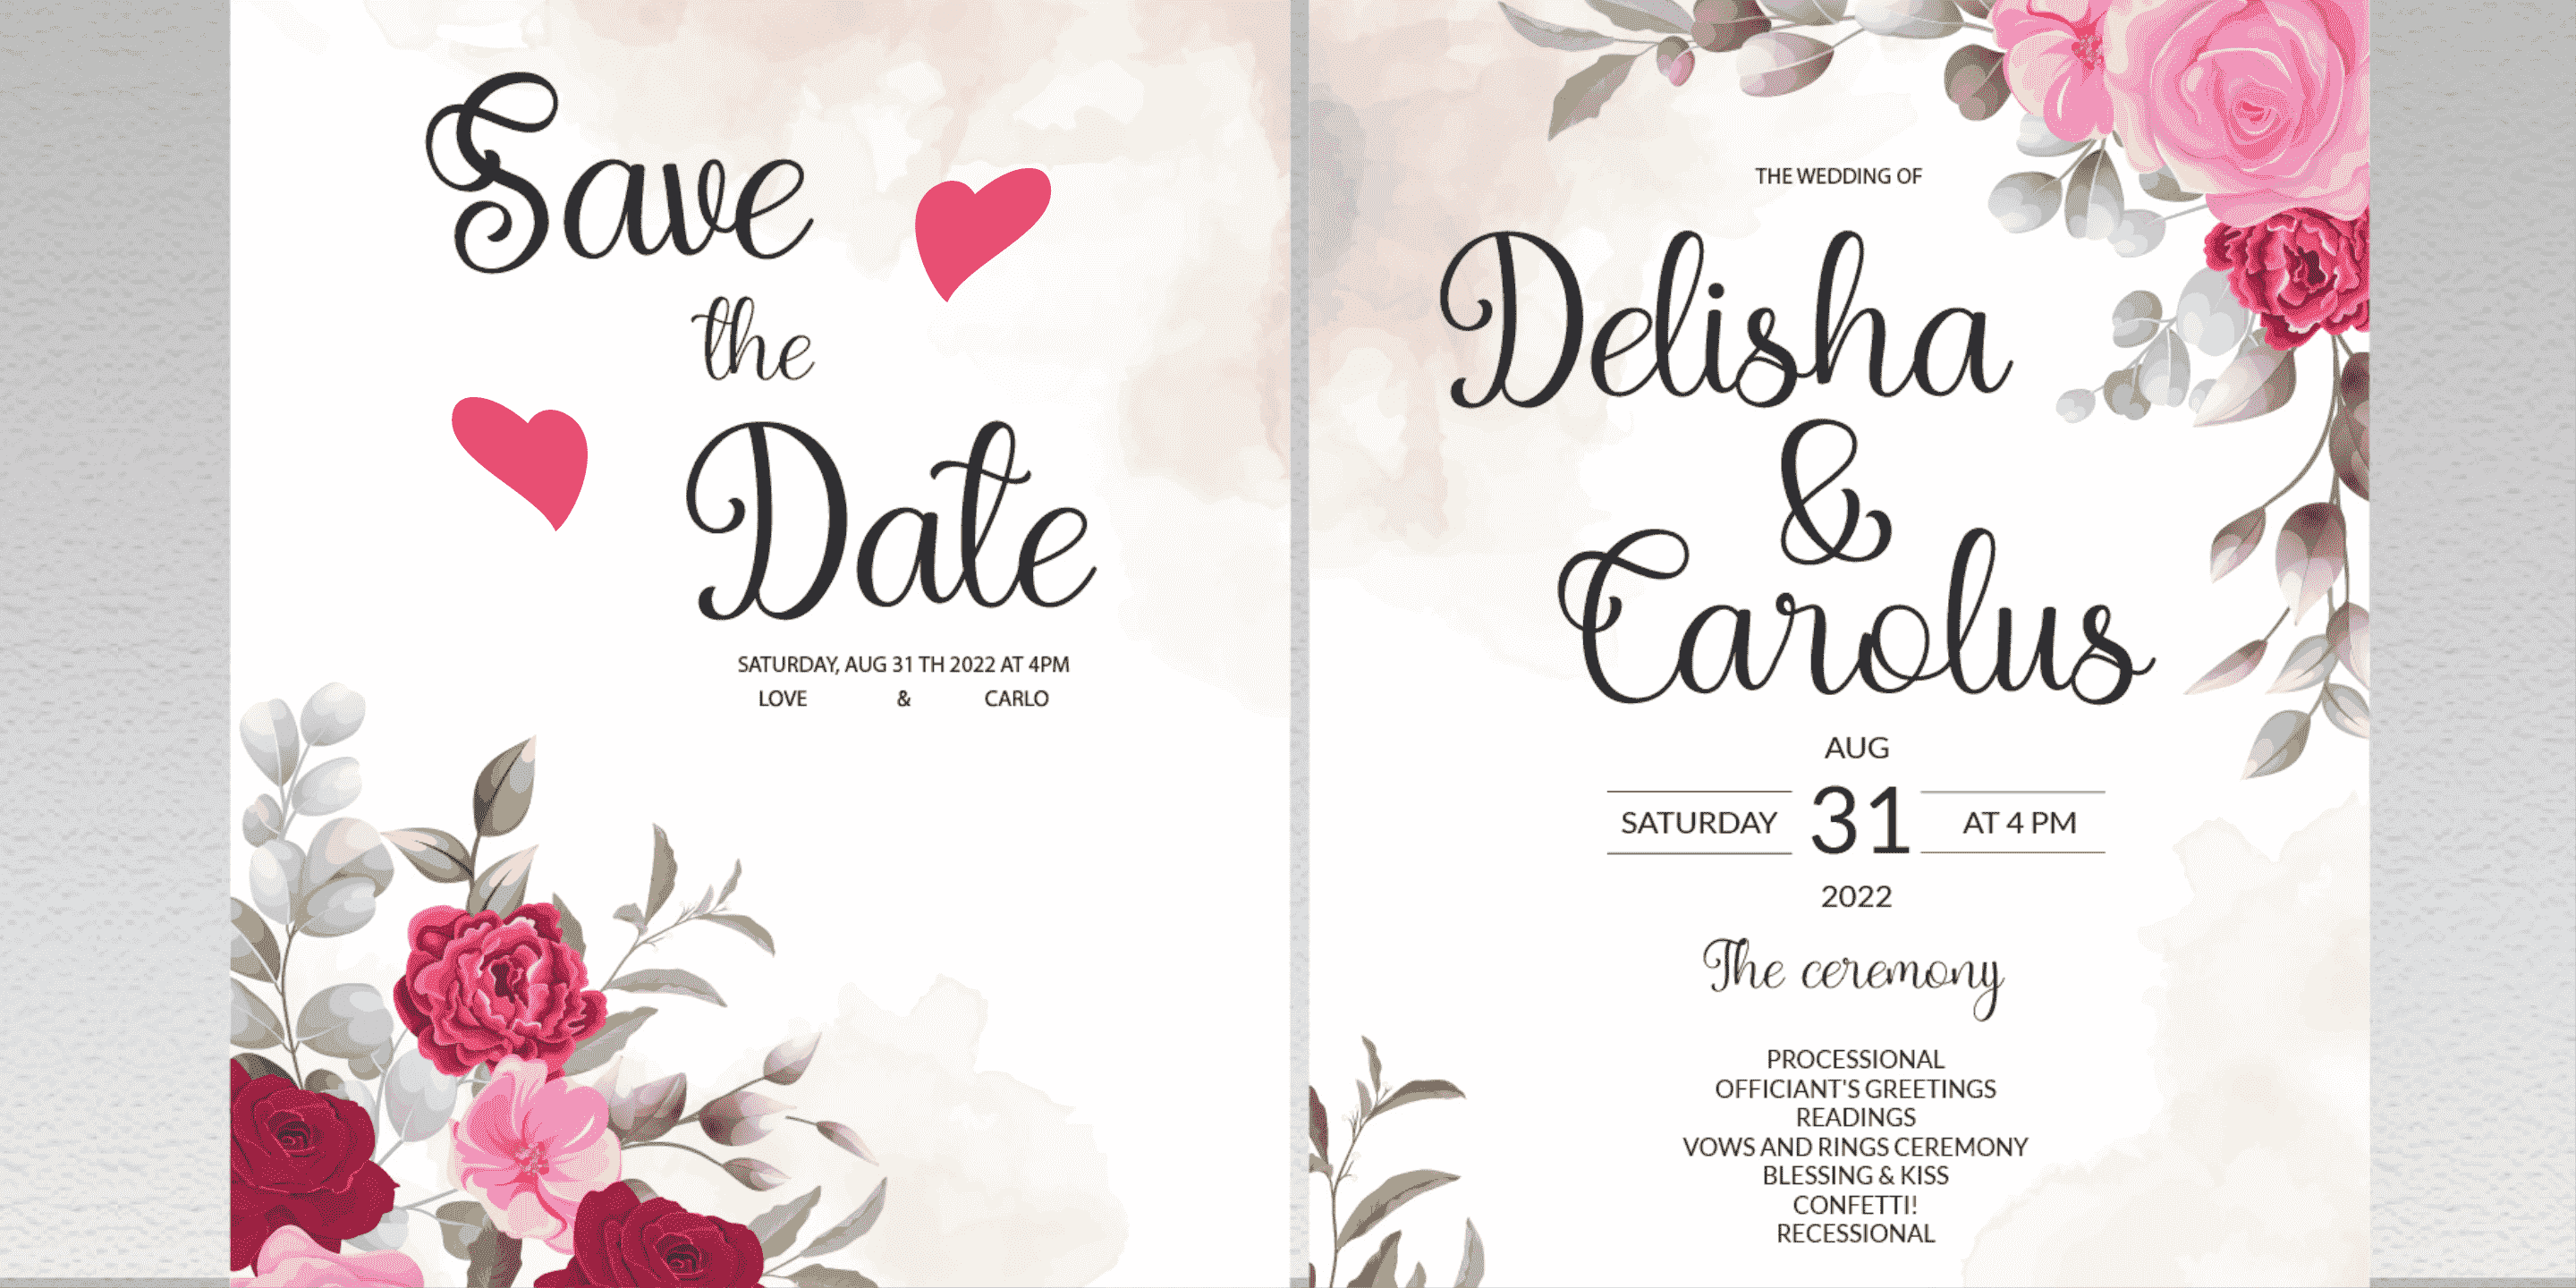 Save
the
Date
SATURDAY, AUG 31 TH 2022 AT 4PM
LOVE & CARLO
THE WEDDING OF
Delisha
&
Carolus
AUG
SATURDAY 31 AT 4 PM
2022
The ceremony
PROCESSIONAL
OFFICIANT'S GREETINGS
READINGS
VOWS AND RINGS CEREMONY
BLESSING & KISS
CONFETTI!
RECESSIONAL